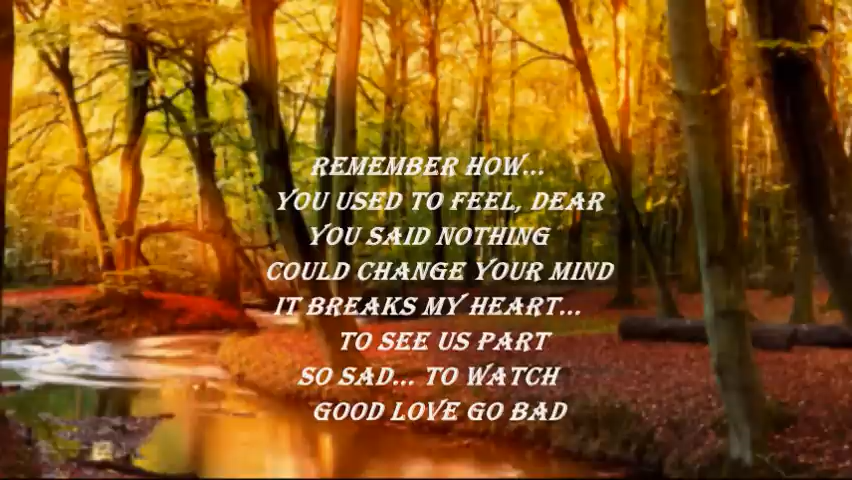 REMEMBER HOW...
YOU USED TO FEEL, DEAR
YOU SAID NOTHING
COULD CHANGE YOUR MIND
IT BREAKS MY HEART...
TO SEE US PART
SO SAD... TO WATCH
GOOD LOVE GO BAD